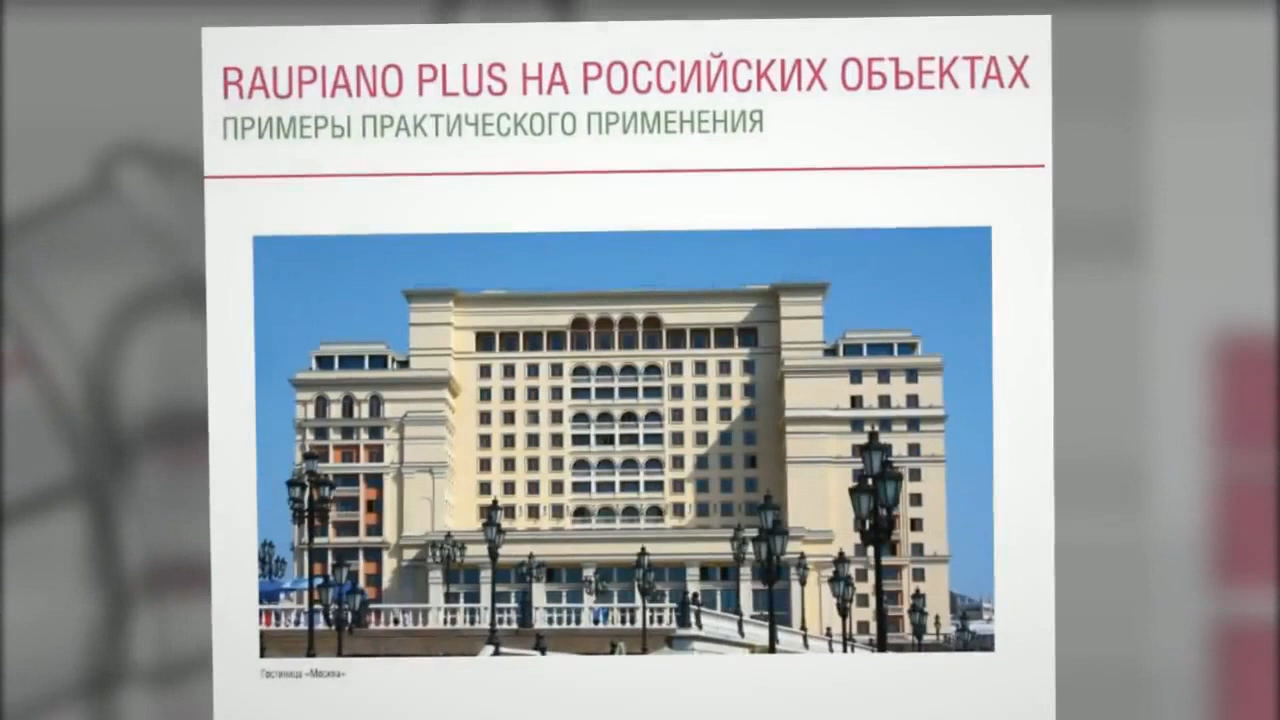 RAUPIANO PLUS НА РОССИЙСКИХ ОБЪЕКТАХ
ПРИМЕРЫ ПРАКТИЧЕСКОГО ПРИМЕНЕНИЯ
Гостиница «Москва»